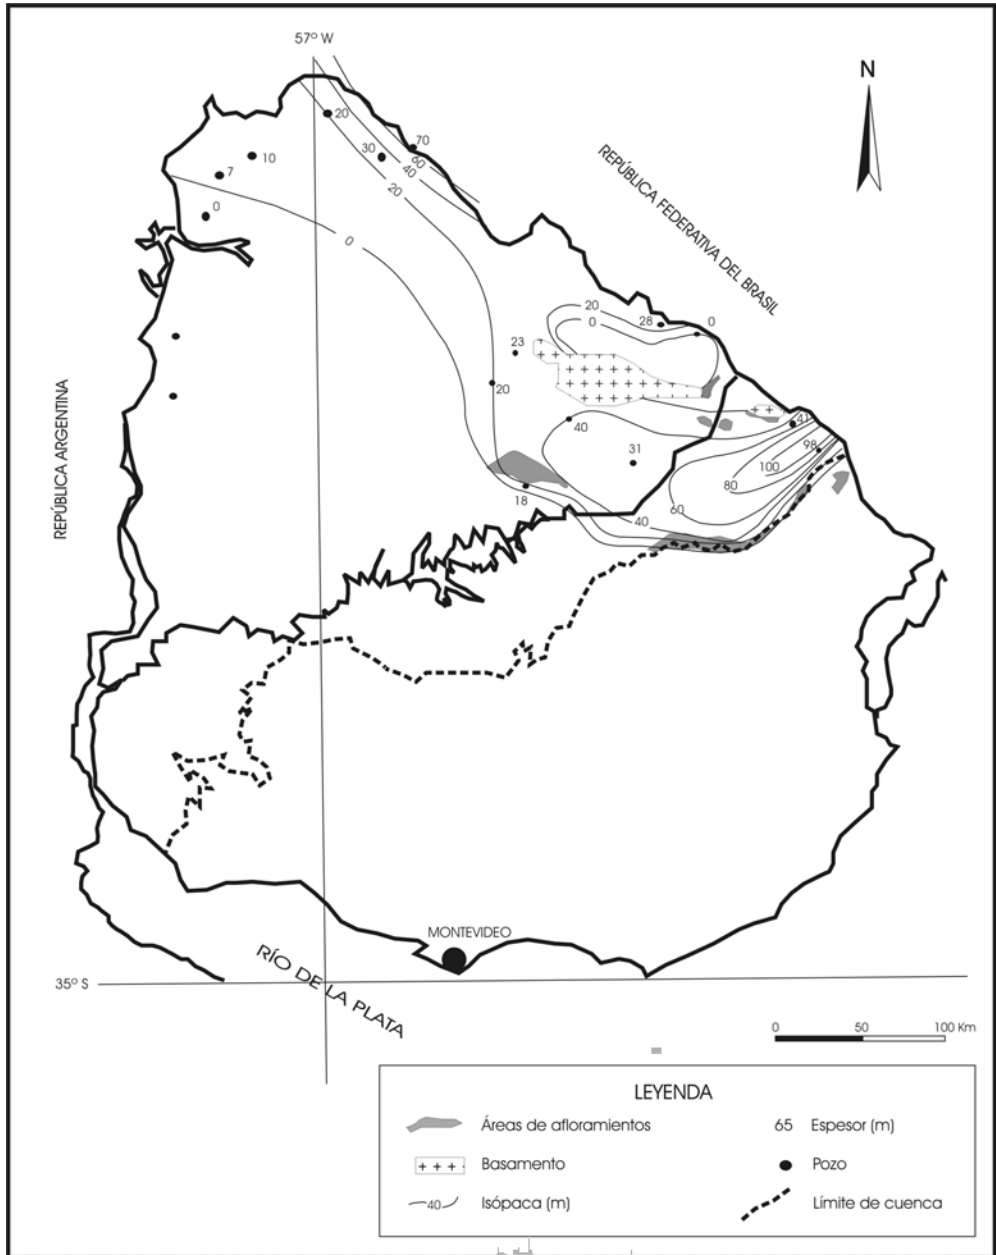 57º W
N
20
70
30
60
10
40
7
20
0
0
REPÚBLICA FEDERATIVA DEL BRASIL
20
28
0
0
23
20
40
41
31
98
100
80
18
60
40
REPÚBLICA ARGENTINA
MONTEVIDEO
35º S
RÍO DE LA PLATA
0 50 100 Km
LEYENDA
Áreas de afloramientos
65 Espesor (m)
Basamento
Pozo
40 Isópaca (m)
Límite de cuenca